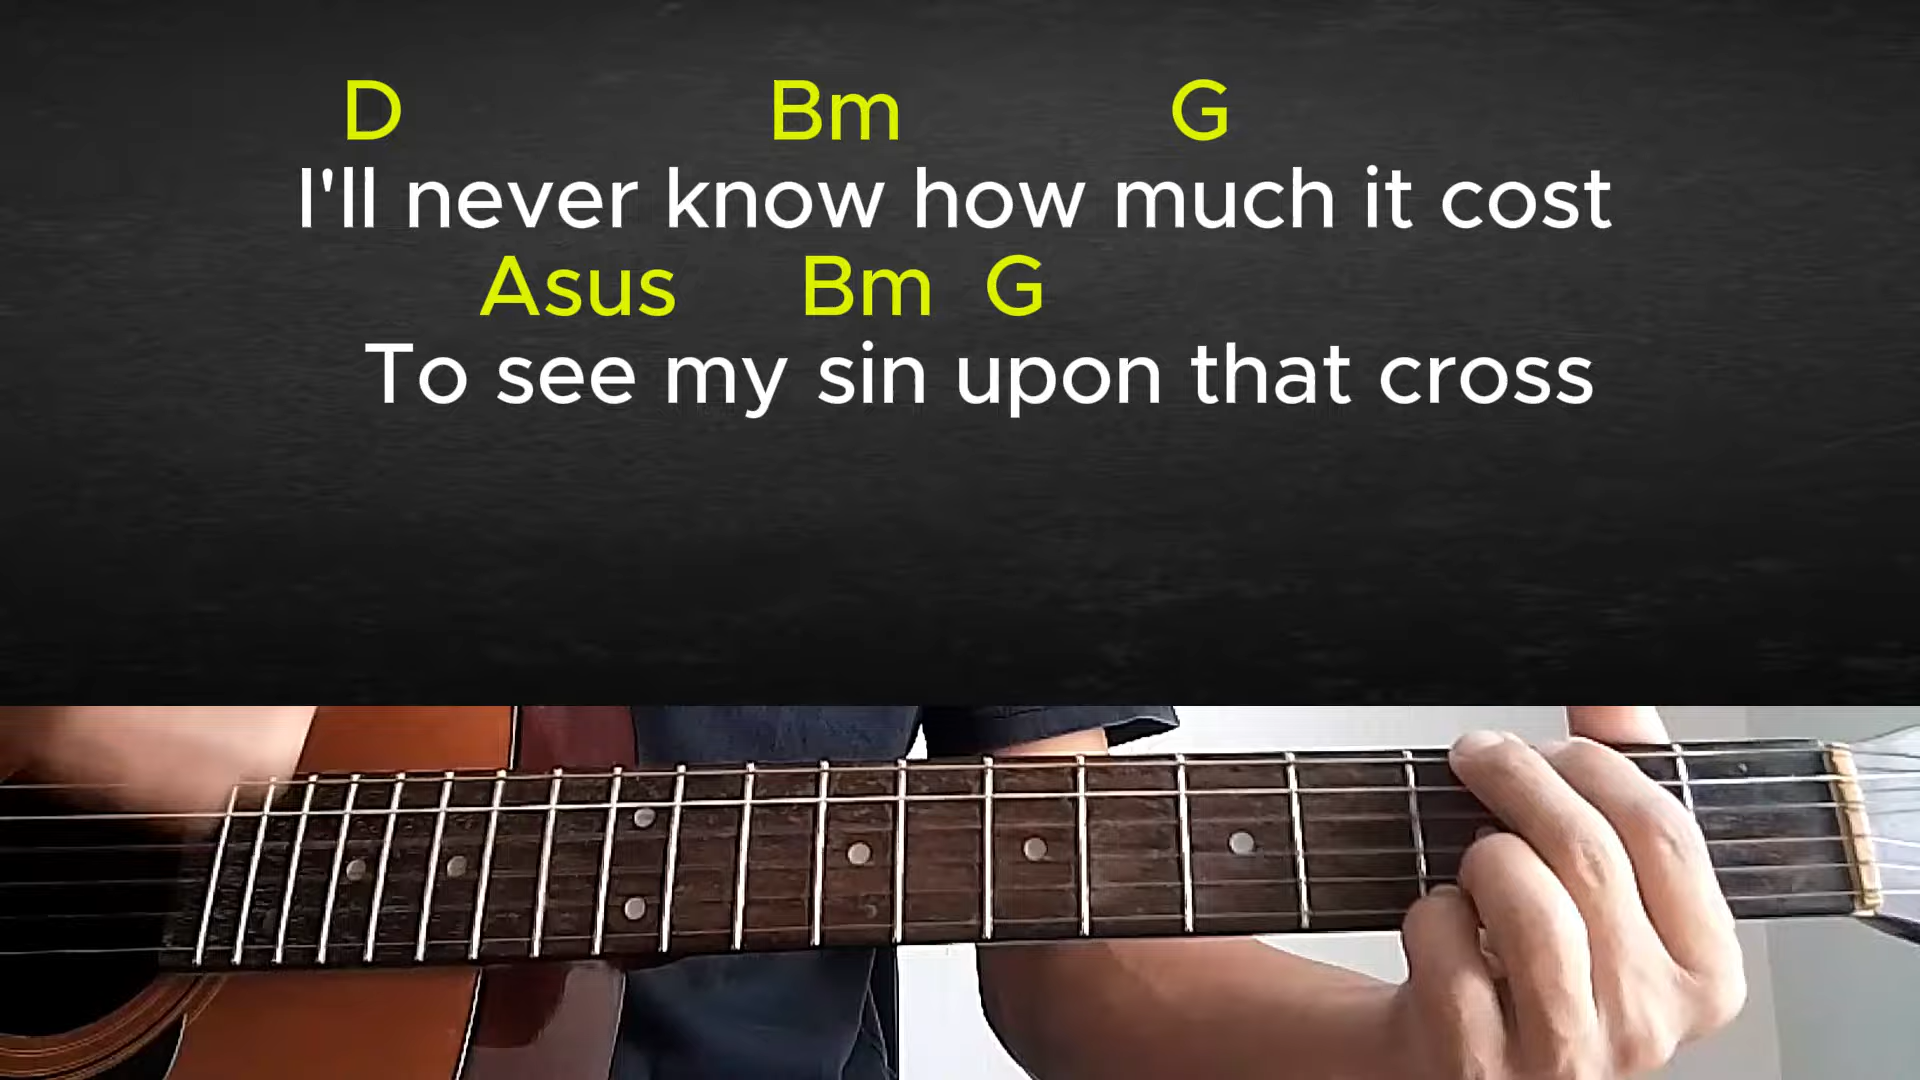 D Bm G
I'll never know how much it cost
Asus Bm G
To see my sin upon that cross